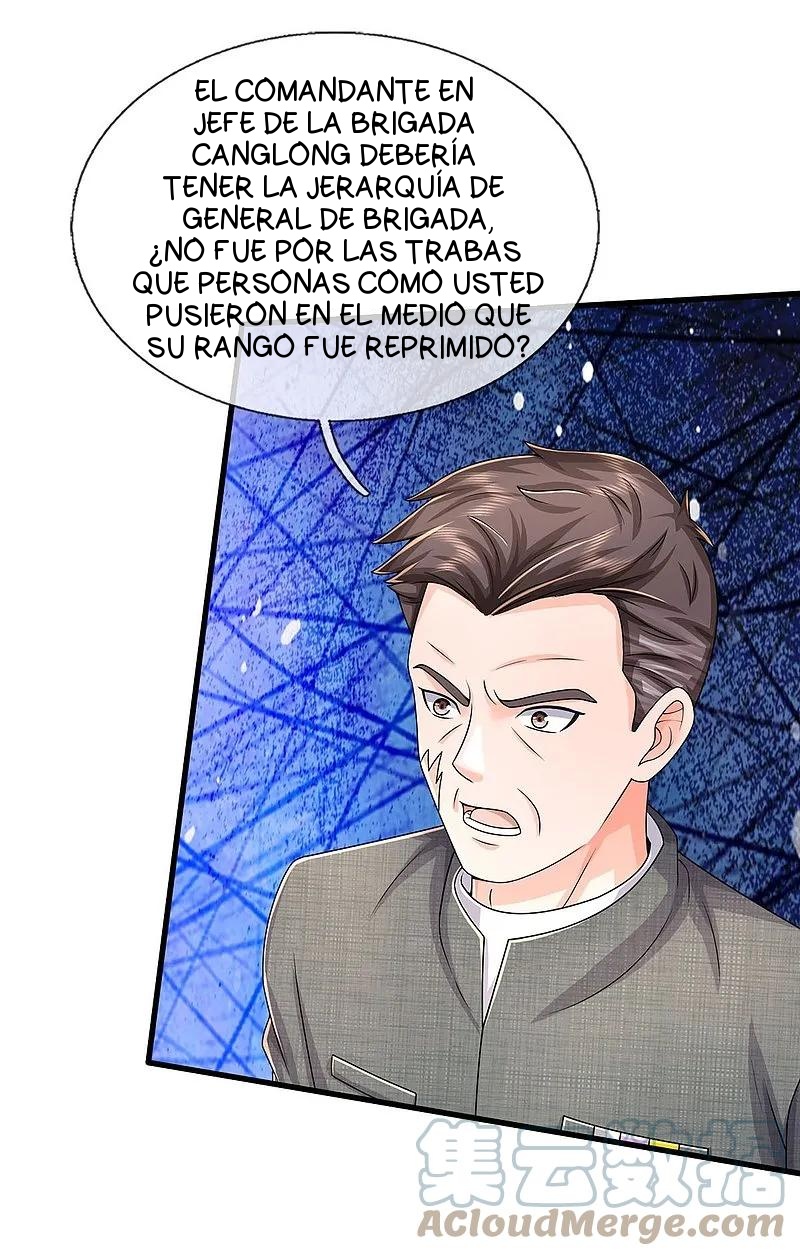 EL COMANDANTE EN
JEFE DE LA BRIGADA
CANGLONG DEBERÍA
TENER LA JERARQUÍA DE
GENERAL DE BRIGADA,
¿NO FUE POR LAS TRABAS
QUE PERSONAS COMO USTED
PUSIERON EN EL MEDIO QUE
SU RANGO FUE REPRIMIDO?
集云数据
ACloudMerge.com